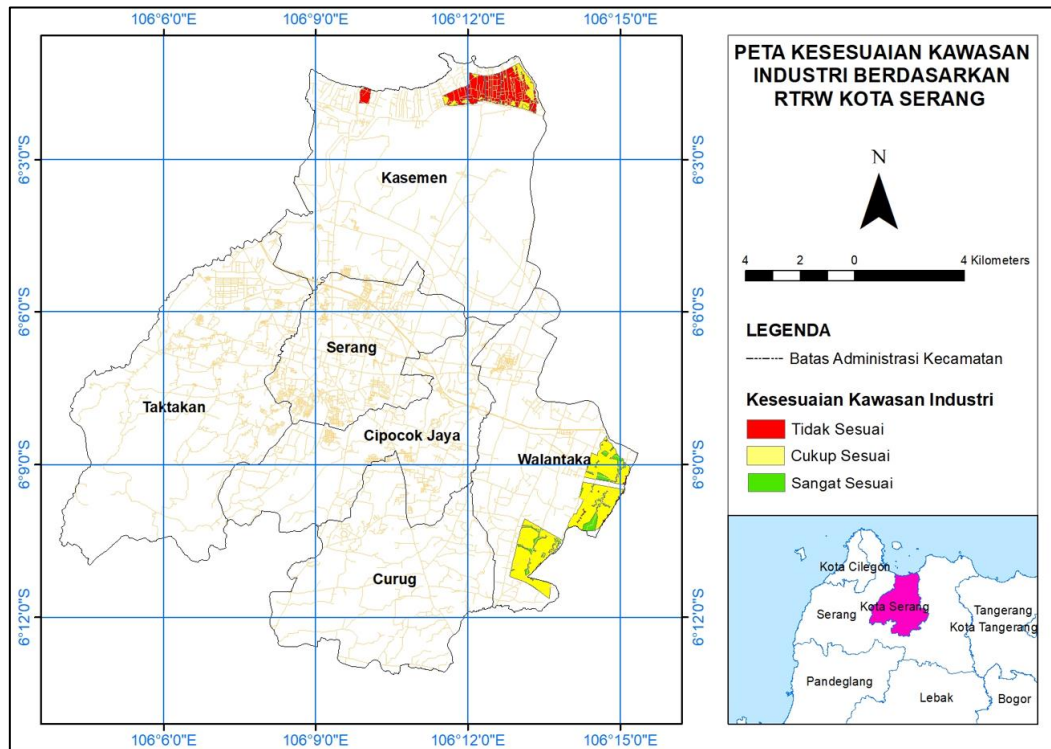 106°6'0"E 106°9'0"E 106°12'0"E 106°15'0"E
6°3'0"S 6°3'0"S
6°6'0"S 6°6'0"S
6°9'0"S 6°9'0"S
6°12'0"S 6°12'0"S
Kasemen
Serang
Taktakan
Cipocok Jaya
Walantaka
Curug
106°6'0"E 106°9'0"E 106°12'0"E 106°15'0"E
PETA KESESUAIAN KAWASAN
INDUSTRI BERDASARKAN
RTRW KOTA SERANG
N
4 2 0 4 Kilometers
LEGENDA
Batas Administrasi Kecamatan
Kesesuaian Kawasan Industri
Tidak Sesuai
Cukup Sesuai
Sangat Sesuai
Kota Cilegon
Serang
Kota Serang
Tangerang
Kota Tangerang
Pandeglang
Lebak
Bogor